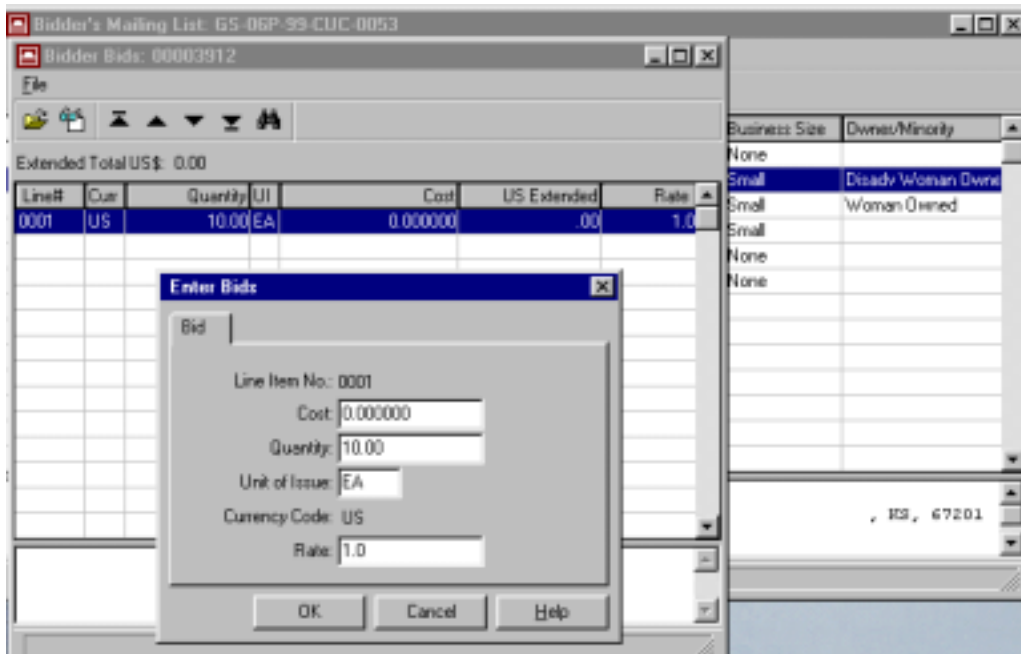 Bidder's Mailing List: GS-06P-99-CUC-0053
Bidder Bids: 00003912
File
Extended Total US$: 0.00
Line# Curr Quantity UI Cost US Extended Rate
0001 US 10.00 EA 0.000000 .00 1.0
Business Size Owner/Minority
None
Small Disadv Woman Owne
Small Woman Owned
Small
None
None
, KS, 67201
Enter Bids
Bid
Line Item No.: 0001
Cost: 0.000000
Quantity: 10.00
Unit of Issue: EA
Currency Code: US
Rate: 1.0
OK Cancel Help